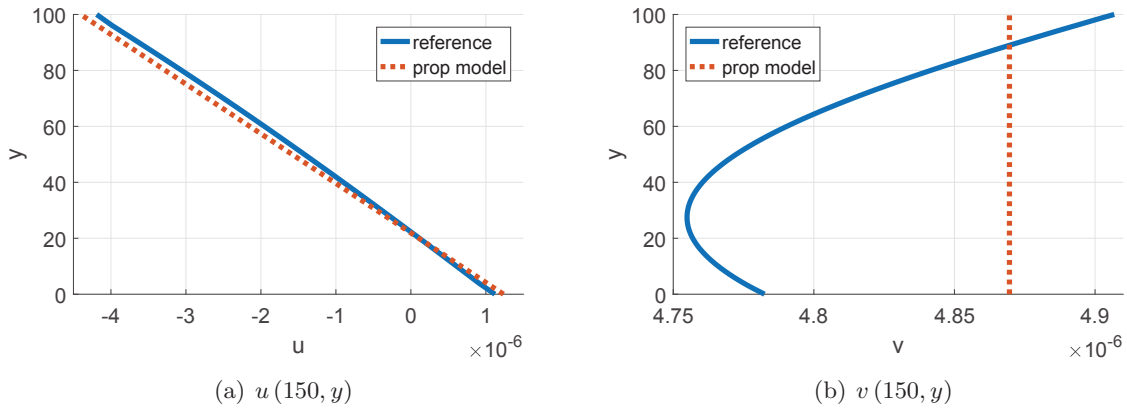 100
80
60
40
20
0
y
reference
prop model
-4 -3 -2 -1 0 1
u
×10⁻⁶
(a) u (150, y)
100
80
60
40
20
0
y
reference
prop model
4.75 4.8 4.85 4.9
v
×10⁻⁶
(b) v (150, y)